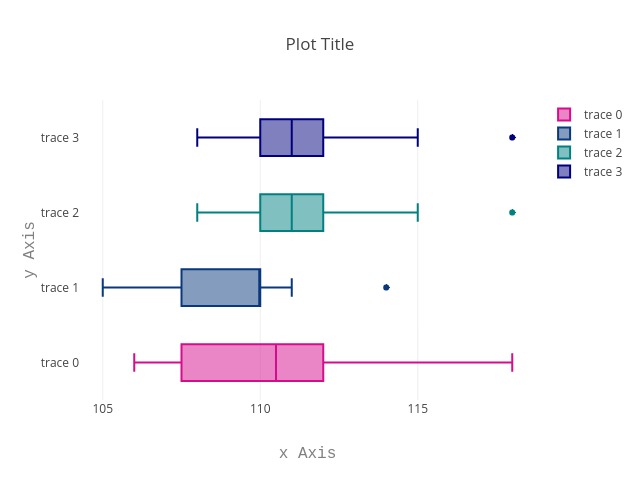 Plot Title
trace 0
trace 1
trace 2
trace 3
trace 3
trace 2
trace 1
trace 0
y Axis
105 110 115
x Axis